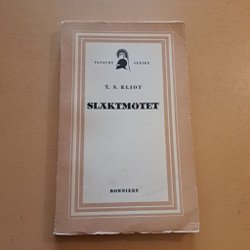 PANACHE SERIEN
T. S. ELIOT
SLÄKTMÖTET
BONNIERS